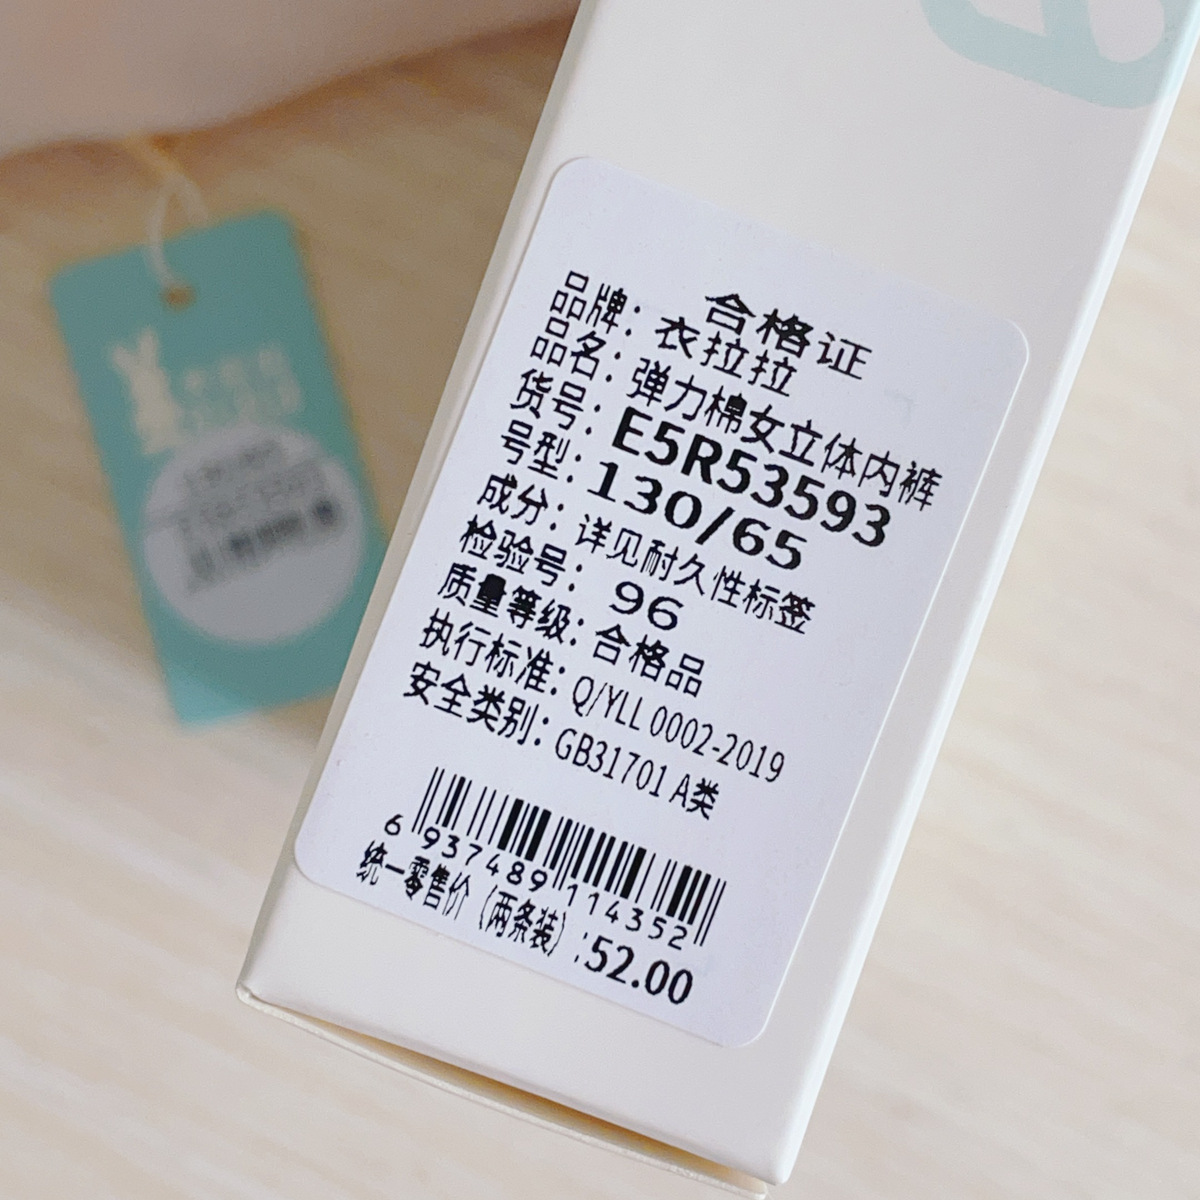 合格证
品牌：衣拉拉
品名：弹力棉女立体内裤
货号：E5R53593
号型：130/65
成分：详见耐久性标签
检验号：96
质量等级：合格品
执行标准：Q/YLL 0002-2019
安全类别：GB31701 A类
6 937489 114352
统一零售价（两条装）:52.00